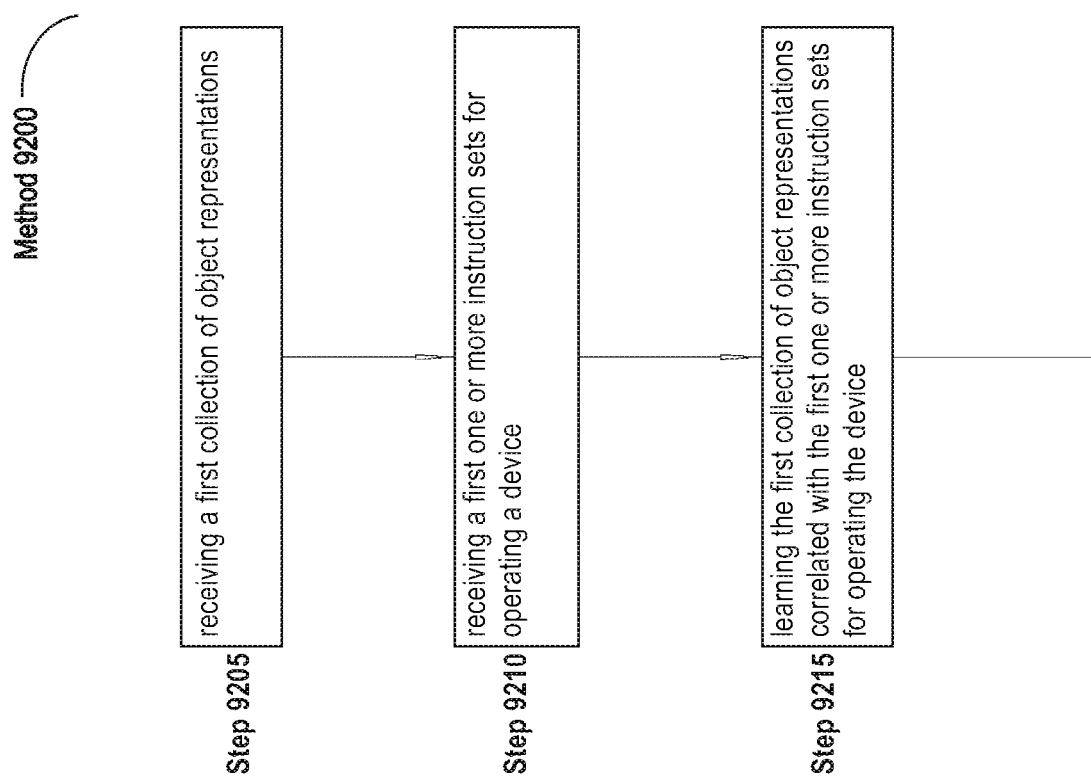 Method 9200
Step 9205
receiving a first collection of object representations
Step 9210
receiving a first one or more instruction sets for
operating a device
Step 9215
learning the first collection of object representations
correlated with the first one or more instruction sets
for operating the device